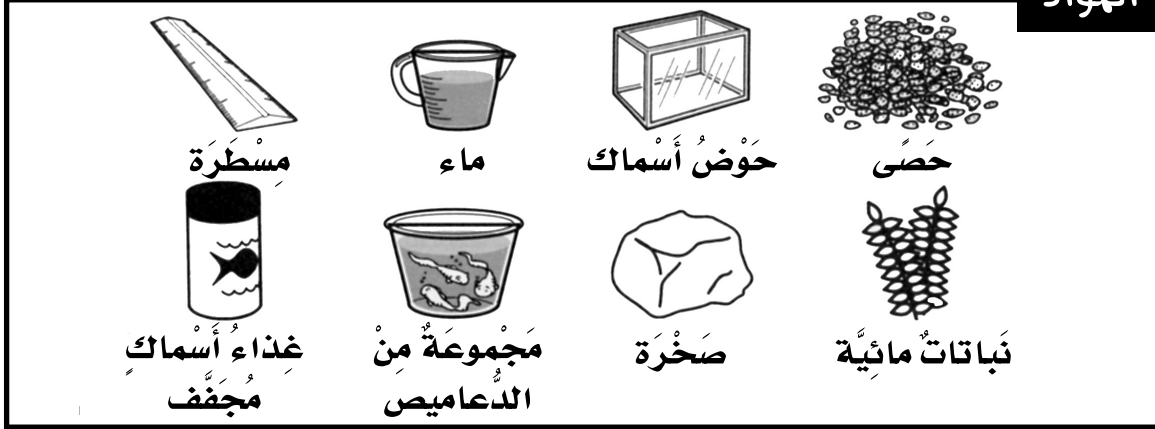 المواد
حَصًى
حَوْضُ أَسْماك
ماء
مِسْطَرَة
نَباتاتٌ مائِيَّة
صَخْرَة
مَجْموعَةٌ مِنْ
الدُّعاميص
غِذاءُ أَسْماكٍ
مُجَفَّف